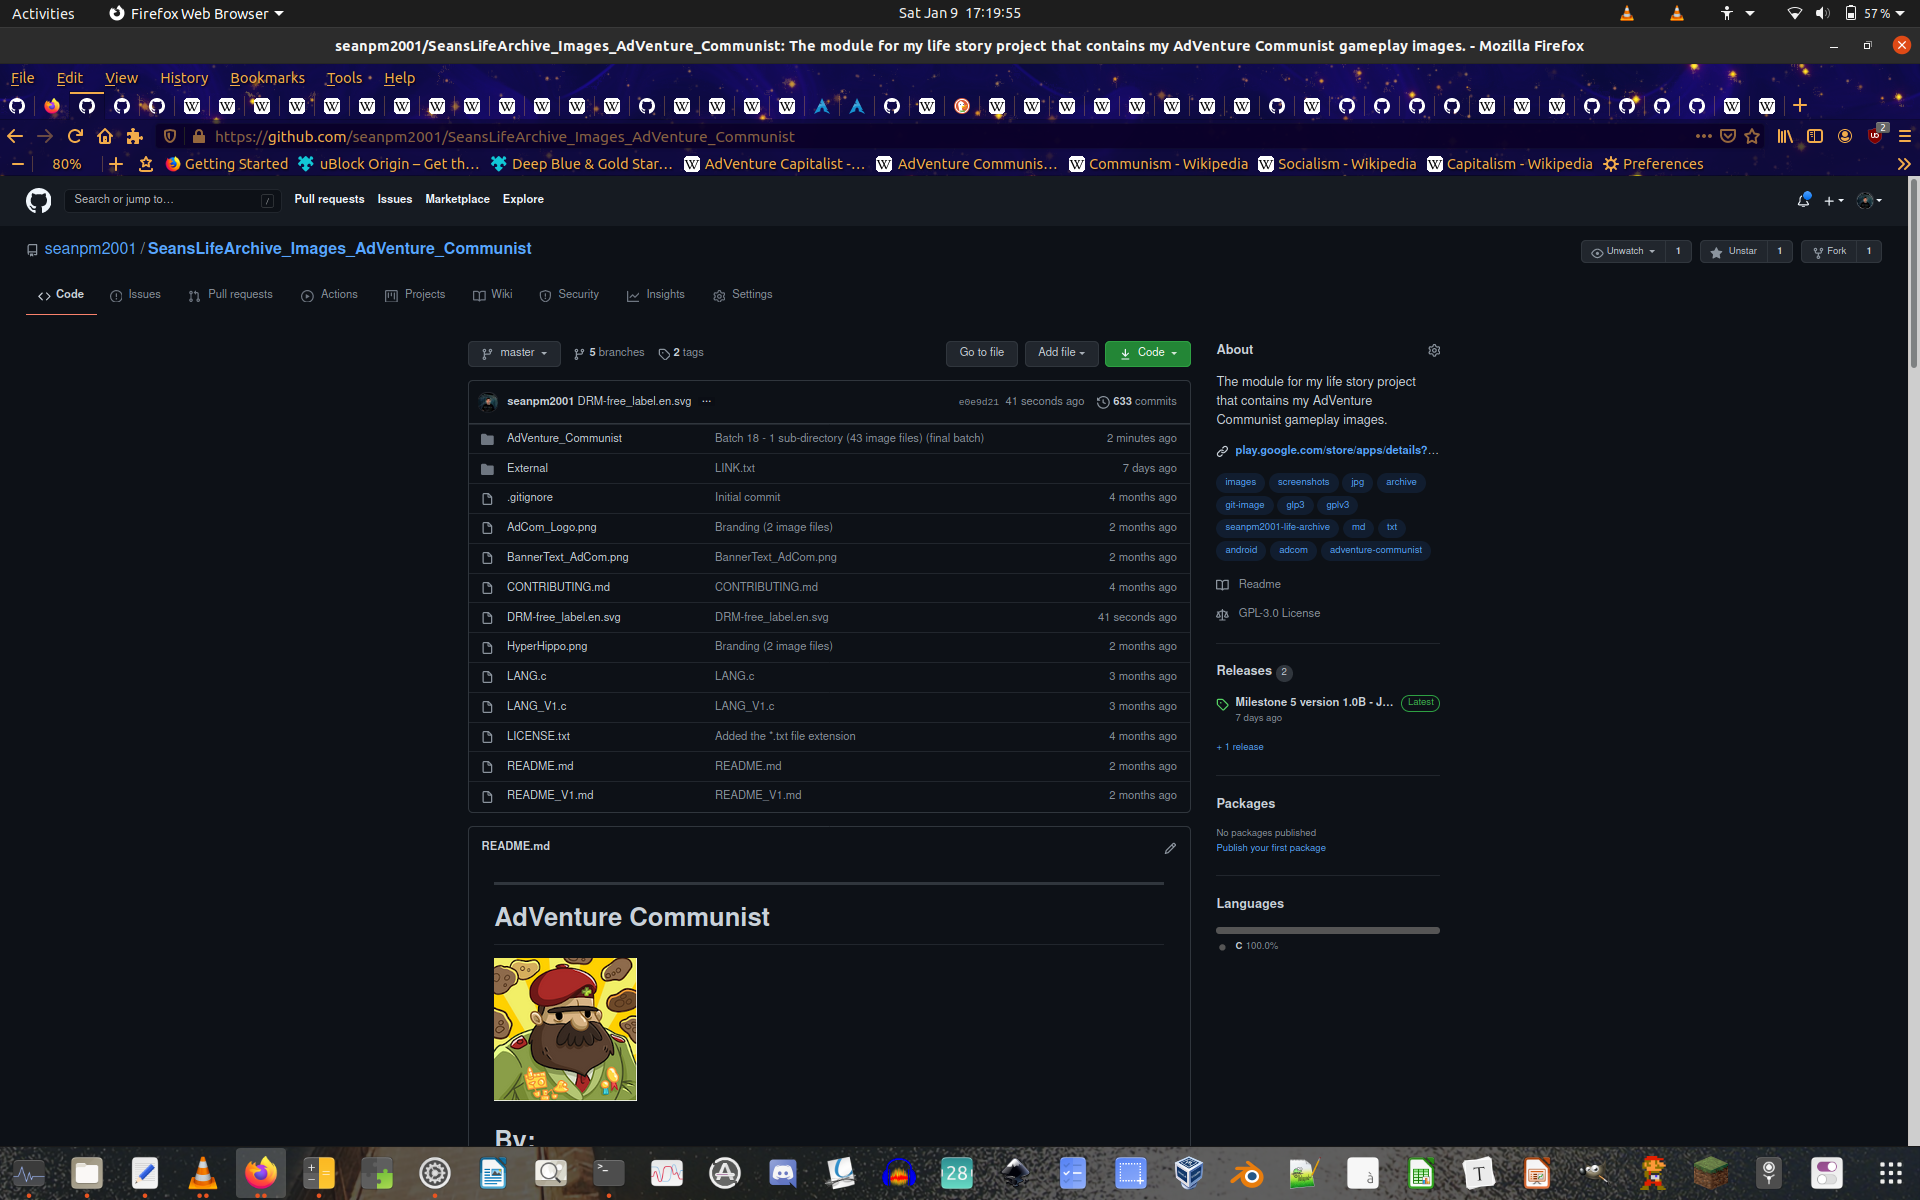 Activities Firefox Web Browser Sat Jan 9 17:19:55 57 %
seanpm2001/SeansLifeArchive_Images_AdVenture_Communist: The module for my life story project that contains my AdVenture Communist gameplay images. - Mozilla Firefox
File Edit View History Bookmarks Tools Help
https://github.com/seanpm2001/SeansLifeArchive_Images_AdVenture_Communist 2
80% Getting Started uBlock Origin – Get th… Deep Blue & Gold Star… AdVenture Capitalist -… AdVenture Communis… Communism - Wikipedia Socialism - Wikipedia Capitalism - Wikipedia Preferences
Search or jump to… / Pull requests Issues Marketplace Explore
seanpm2001 / SeansLifeArchive_Images_AdVenture_Communist Unwatch 1 Unstar 1 Fork 1
Code Issues Pull requests Actions Projects Wiki Security Insights Settings
master 5 branches 2 tags Go to file Add file Code
seanpm2001 DRM-free_label.en.svg ... e0e9d21 41 seconds ago 633 commits
AdVenture_Communist Batch 18 - 1 sub-directory (43 image files) (final batch) 2 minutes ago
External LINK.txt 7 days ago
.gitignore Initial commit 4 months ago
AdCom_Logo.png Branding (2 image files) 2 months ago
BannerText_AdCom.png BannerText_AdCom.png 2 months ago
CONTRIBUTING.md CONTRIBUTING.md 4 months ago
DRM-free_label.en.svg DRM-free_label.en.svg 41 seconds ago
HyperHippo.png Branding (2 image files) 2 months ago
LANG.c LANG.c 3 months ago
LANG_V1.c LANG_V1.c 3 months ago
LICENSE.txt Added the *.txt file extension 4 months ago
README.md README.md 2 months ago
README_V1.md README_V1.md 2 months ago
README.md
AdVenture Communist
By:
About
The module for my life story project
that contains my AdVenture
Communist gameplay images.
play.google.com/store/apps/details?…
images screenshots jpg archive
git-image glp3 gplv3
seanpm2001-life-archive md txt
android adcom adventure-communist
Readme
GPL-3.0 License
Releases 2
Milestone 5 version 1.0B - J… Latest
7 days ago
+ 1 release
Packages
No packages published
Publish your first package
Languages
C 100.0%
28